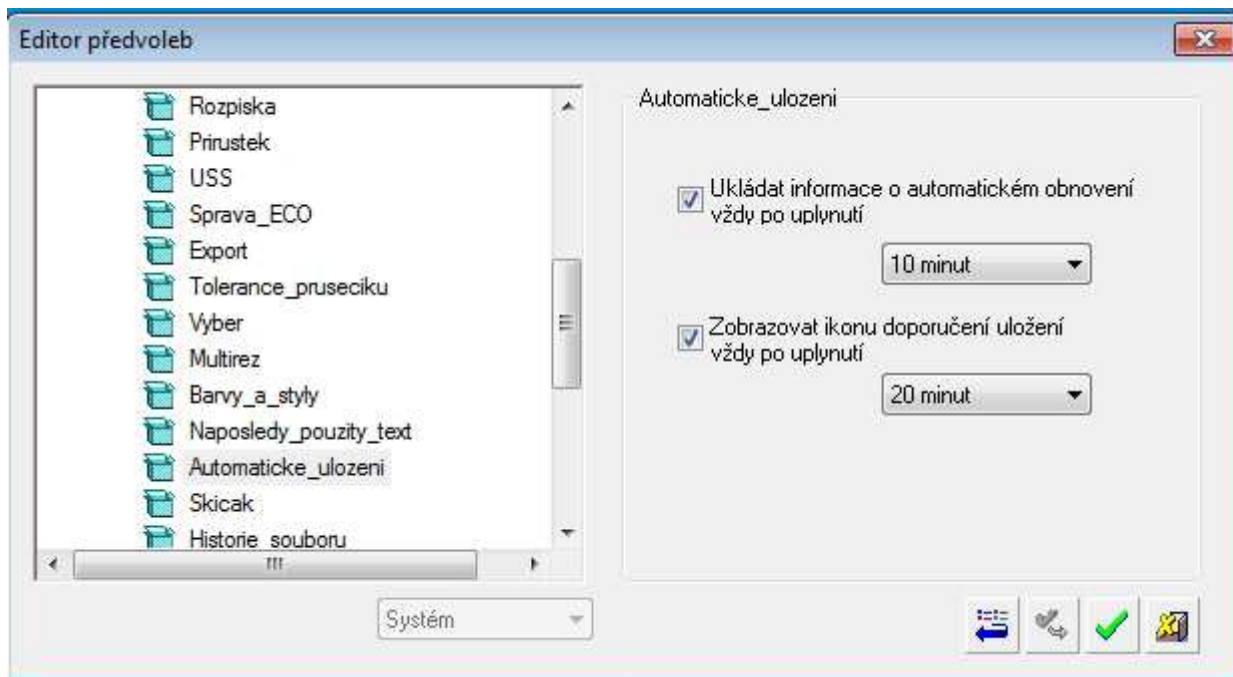 Editor předvoleb
Rozpiska
Prirustek
USS
Sprava_ECO
Export
Tolerance_pruseciku
Vyber
Multirez
Barvy_a_styly
Naposledy_pouzity_text
Automaticke_ulozeni
Skicak
Historie_souboru
Systém
Automaticke_ulozeni
Ukládat informace o automatickém obnovení
vždy po uplynutí
10 minut
Zobrazovat ikonu doporučení uložení
vždy po uplynutí
20 minut